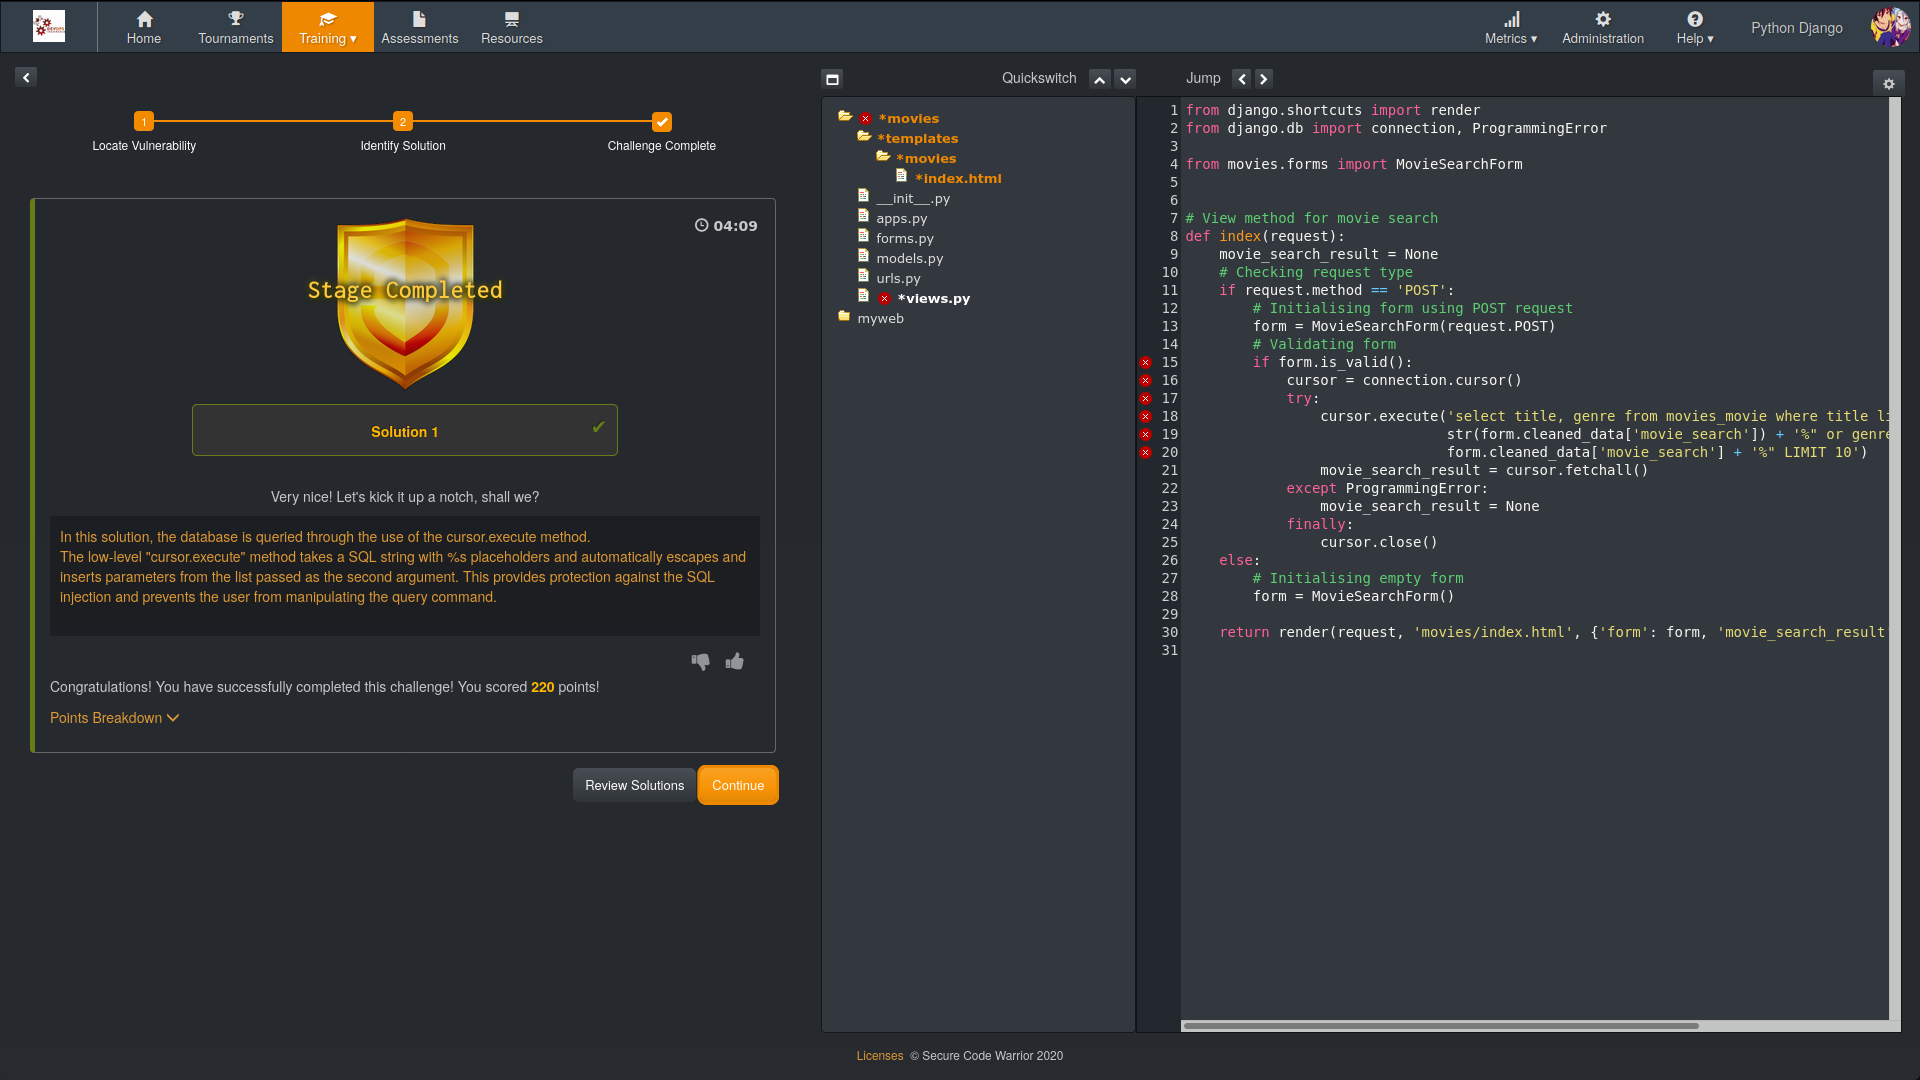 Home
Tournaments
Training ▾
Assessments
Resources
Metrics ▾
Administration
Help ▾
Python Django
1
2
Locate Vulnerability
Identify Solution
Challenge Complete
04:09
Stage Completed
Solution 1
Very nice! Let's kick it up a notch, shall we?
In this solution, the database is queried through the use of the cursor.execute method.
The low-level "cursor.execute" method takes a SQL string with %s placeholders and automatically escapes and
inserts parameters from the list passed as the second argument. This provides protection against the SQL
injection and prevents the user from manipulating the query command.
Congratulations! You have successfully completed this challenge! You scored 220 points!
Points Breakdown
Review Solutions
Continue
Quickswitch
Jump
*movies
*templates
*movies
*index.html
__init__.py
apps.py
forms.py
models.py
urls.py
*views.py
myweb
1 from django.shortcuts import render
2 from django.db import connection, ProgrammingError
3
4 from movies.forms import MovieSearchForm
5
6
7 # View method for movie search
8 def index(request):
9     movie_search_result = None
10     # Checking request type
11     if request.method == 'POST':
12         # Initialising form using POST request
13         form = MovieSearchForm(request.POST)
14         # Validating form
15         if form.is_valid():
16             cursor = connection.cursor()
17             try:
18                 cursor.execute('select title, genre from movies_movie where title li
19                                str(form.cleaned_data['movie_search']) + '%" or genre
20                                form.cleaned_data['movie_search'] + '%" LIMIT 10')
21                 movie_search_result = cursor.fetchall()
22             except ProgrammingError:
23                 movie_search_result = None
24             finally:
25                 cursor.close()
26     else:
27         # Initialising empty form
28         form = MovieSearchForm()
29
30     return render(request, 'movies/index.html', {'form': form, 'movie_search_result'
31
Licenses © Secure Code Warrior 2020